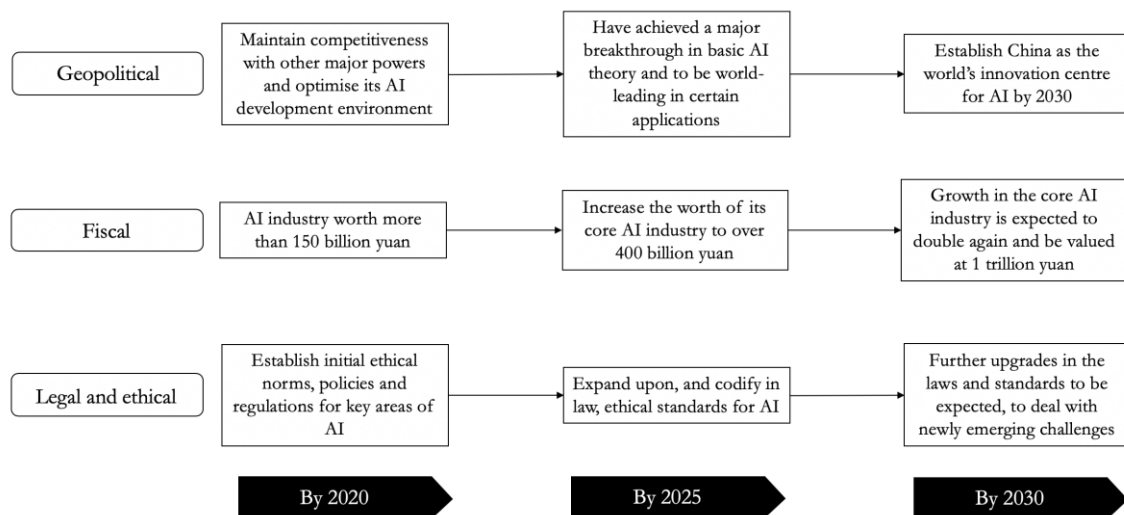 Geopolitical
Maintain competitiveness
with other major powers
and optimise its AI
development environment
Have achieved a major
breakthrough in basic AI
theory and to be world-
leading in certain
applications
Establish China as the
world's innovation centre
for AI by 2030
Fiscal
AI industry worth more
than 150 billion yuan
Increase the worth of its
core AI industry to over
400 billion yuan
Growth in the core AI
industry is expected to
double again and be valued
at 1 trillion yuan
Legal and ethical
Establish initial ethical
norms, policies and
regulations for key areas of
AI
Expand upon, and codify in
law, ethical standards for AI
Further upgrades in the
laws and standards to be
expected, to deal with
newly emerging challenges
By 2020
By 2025
By 2030